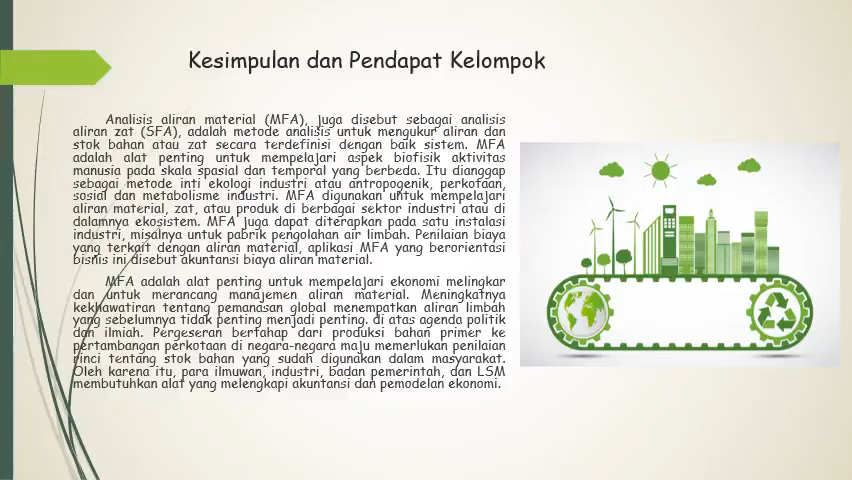 Kesimpulan dan Pendapat Kelompok
Analisis aliran material (MFA), juga disebut sebagai analisis
aliran zat (SFA), adalah metode analisis untuk mengukur aliran dan
stok bahan atau zat secara terdefinisi dengan baik sistem. MFA
adalah alat penting untuk mempelajari aspek biofisik aktivitas
manusia pada skala spasial dan temporal yang berbeda. Itu dianggap
sebagai metode inti ekologi industri atau antropogenik, perkotaan,
sosial dan metabolisme industri. MFA digunakan untuk mempelajari
aliran material, zat, atau produk di berbagai sektor industri atau di
dalamnya ekosistem. MFA juga dapat diterapkan pada satu instalasi
industri, misalnya untuk pabrik pengolahan air limbah. Penilaian biaya
yang terkait dengan aliran material, aplikasi MFA yang berorientasi
bisnis ini disebut akuntansi biaya aliran material.
MFA adalah alat penting untuk mempelajari ekonomi melingkar
dan untuk merancang manajemen aliran material. Meningkatnya
kekhawatiran tentang pemanasan global menempatkan aliran limbah
yang sebelumnya tidak penting menjadi penting. di atas agenda politik
dan ilmiah. Pergeseran bertahap dari produksi bahan primer ke
pertambangan perkotaan di negara-negara maju memerlukan penilaian
rinci tentang stok bahan yang sudah digunakan dalam masyarakat.
Oleh karena itu, para ilmuwan, industri, badan pemerintah, dan LSM
membutuhkan alat yang melengkapi akuntansi dan pemodelan ekonomi.